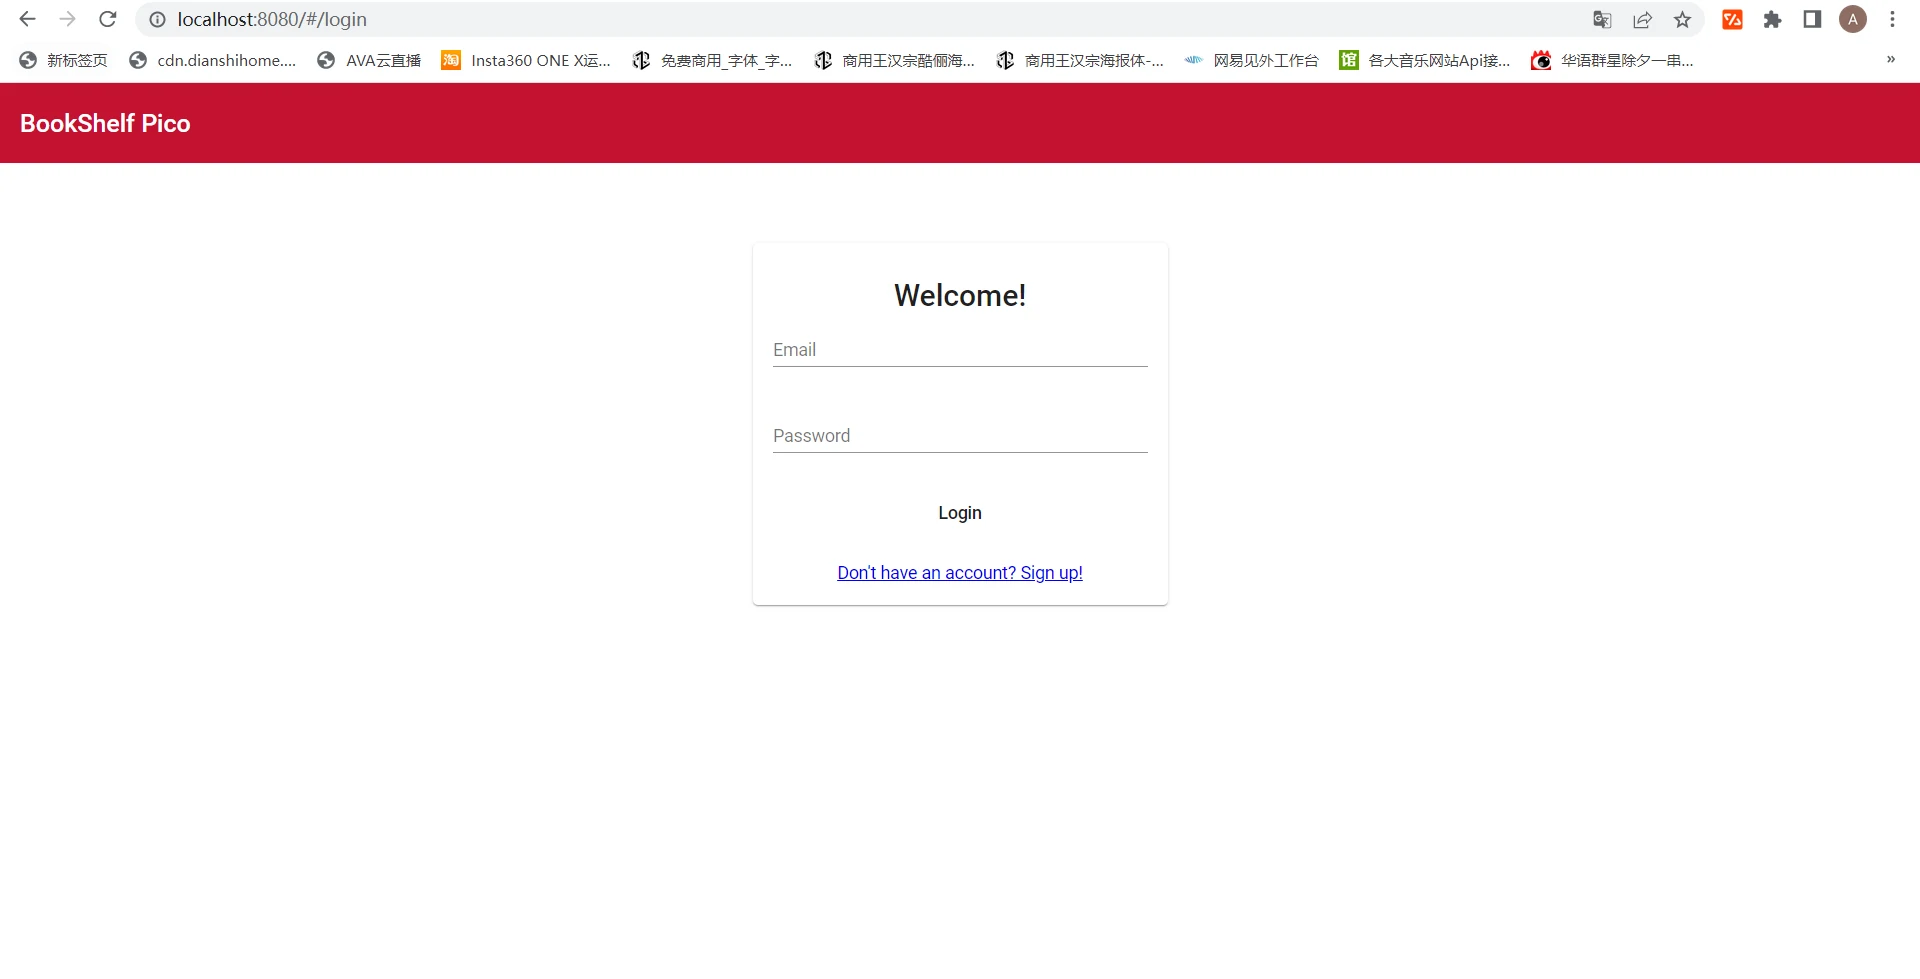 localhost:8080/#/login
A
新标签页 cdn.dianshihome.... AVA云直播 淘 Insta360 ONE X运... 免费商用_字体_字... 商用王汉宗酷俪海... 商用王汉宗海报体-... 网易见外工作台 馆 各大音乐网站Api接... 华语群星除夕一串... »
BookShelf Pico
Welcome!
Email
Password
Login
Don't have an account? Sign up!